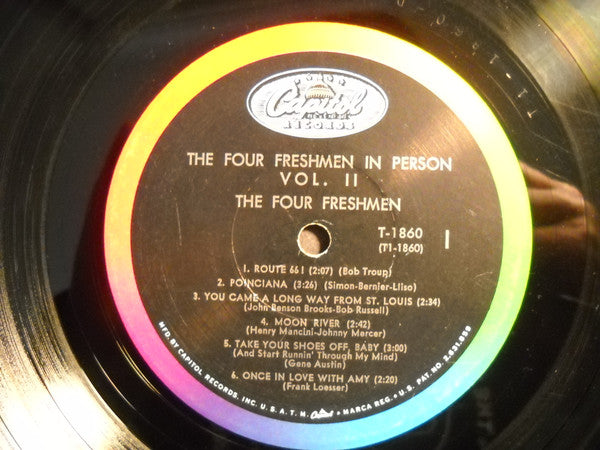 Capitol
RECORDS
THE FOUR FRESHMEN IN PERSON
VOL. II
THE FOUR FRESHMEN
T-1860
(T1-1860)
1
1. ROUTE 66! (2:07) (Bob Troup)
2. POINCIANA (3:26) (Simon-Bernier-Lliso)
3. YOU CAME A LONG WAY FROM ST. LOUIS (2:34)
(John Benson Brooks-Bob Russell)
4. MOON RIVER (2:42)
(Henry Mancini-Johnny Mercer)
5. TAKE YOUR SHOES OFF, BABY (3:00)
(And Start Runnin' Through My Mind)
(Gene Austin)
6. ONCE IN LOVE WITH AMY (2:20)
(Frank Loesser)
MFD. BY CAPITOL RECORDS, INC. U.S.A. T.M. Capitol MARCA REG. • U.S. PAT. NO. 2,631,859